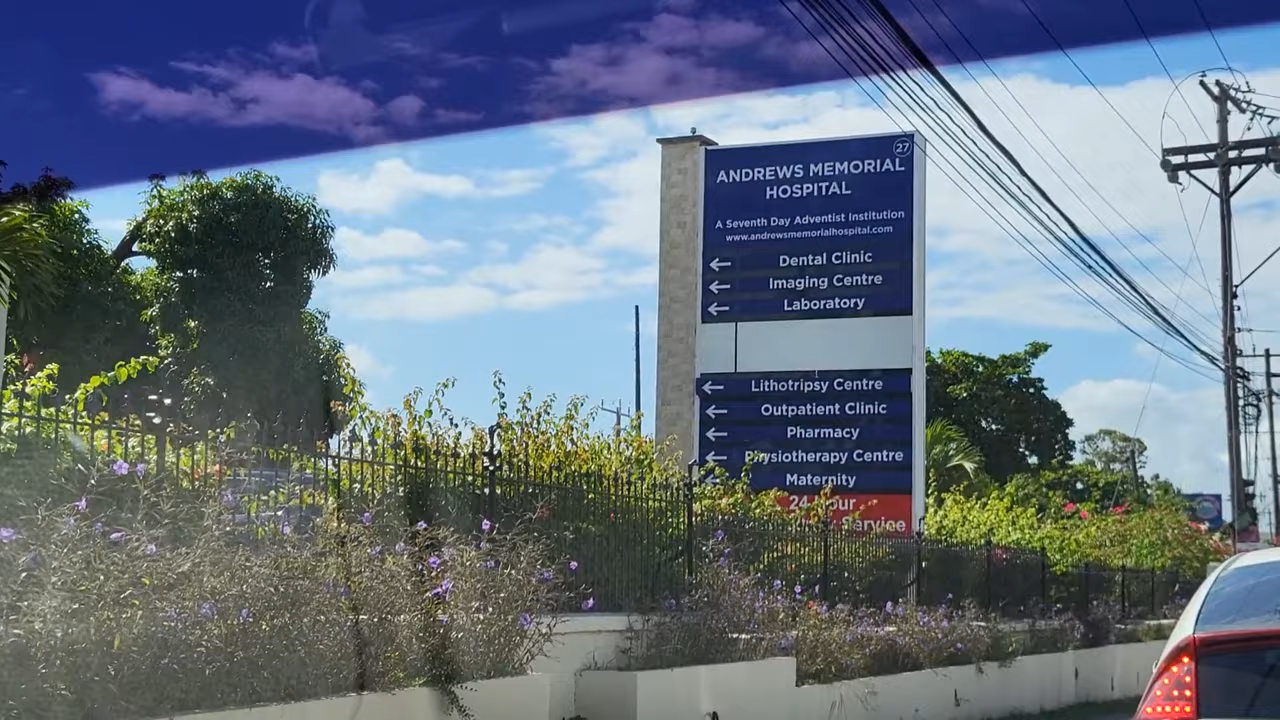 27
ANDREWS MEMORIAL
HOSPITAL
A Seventh Day Adventist Institution
www.andrewsmemorialhospital.com
Dental Clinic
Imaging Centre
Laboratory
Lithotripsy Centre
Outpatient Clinic
Pharmacy
Physiotherapy Centre
Maternity
24 Hour
Service